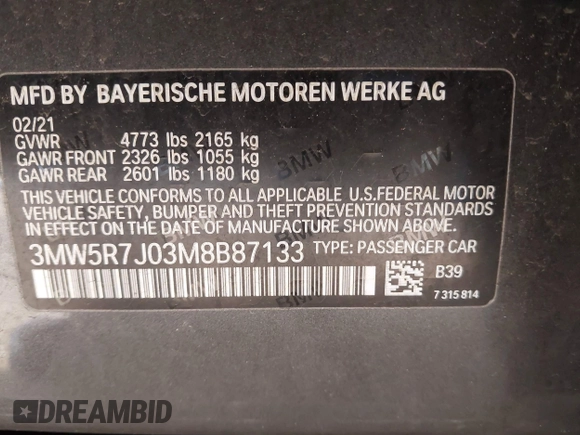 MFD BY BAYERISCHE MOTOREN WERKE AG
02/21
GVWR 4773 lbs 2165 kg
GAWR FRONT 2326 lbs 1055 kg
GAWR REAR 2601 lbs 1180 kg
THIS VEHICLE CONFORMS TO ALL APPLICABLE U.S.FEDERAL MOTOR
VEHICLE SAFETY, BUMPER AND THEFT PREVENTION STANDARDS
IN EFFECT ON THE DATE OF MANUFACTURE SHOWN ABOVE.
3MW5R7J03M8B87133 TYPE: PASSENGER CAR
B39
7 315 814
BMW
BMW
DREAMBID